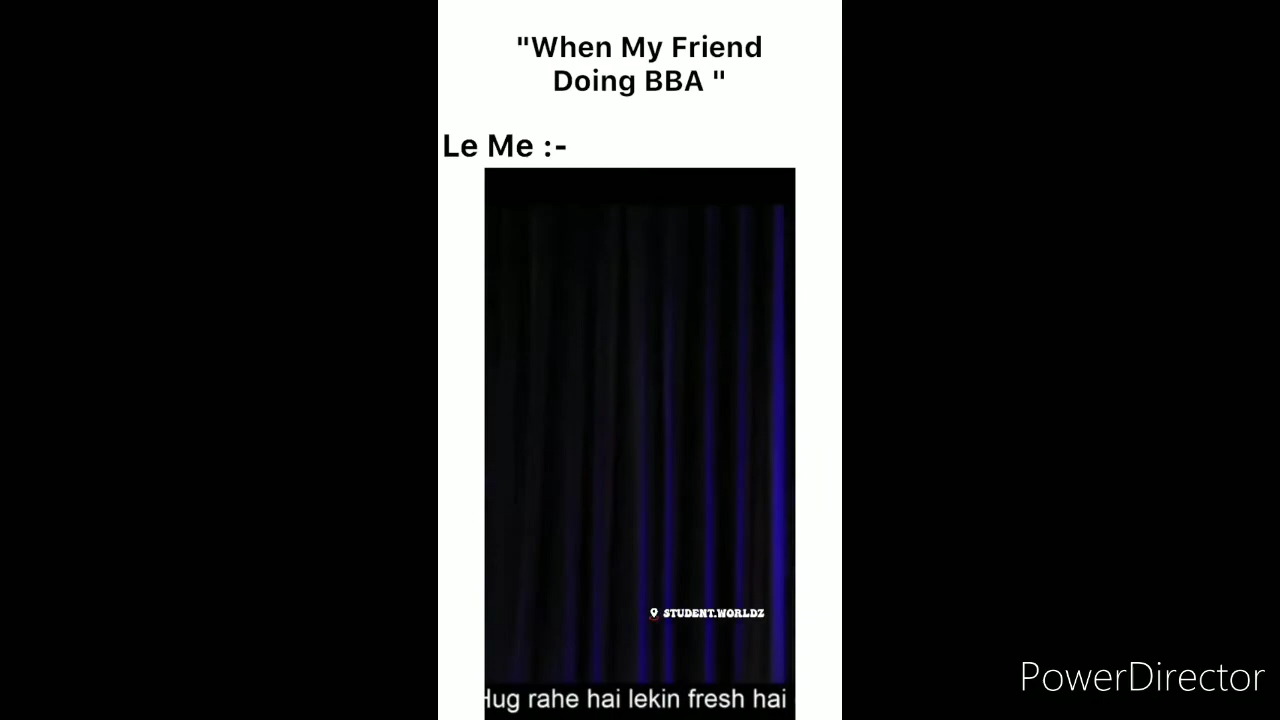 "When My Friend
Doing BBA "
Le Me :-
STUDENT.WORLDZ
Hug rahe hai lekin fresh hai
PowerDirector